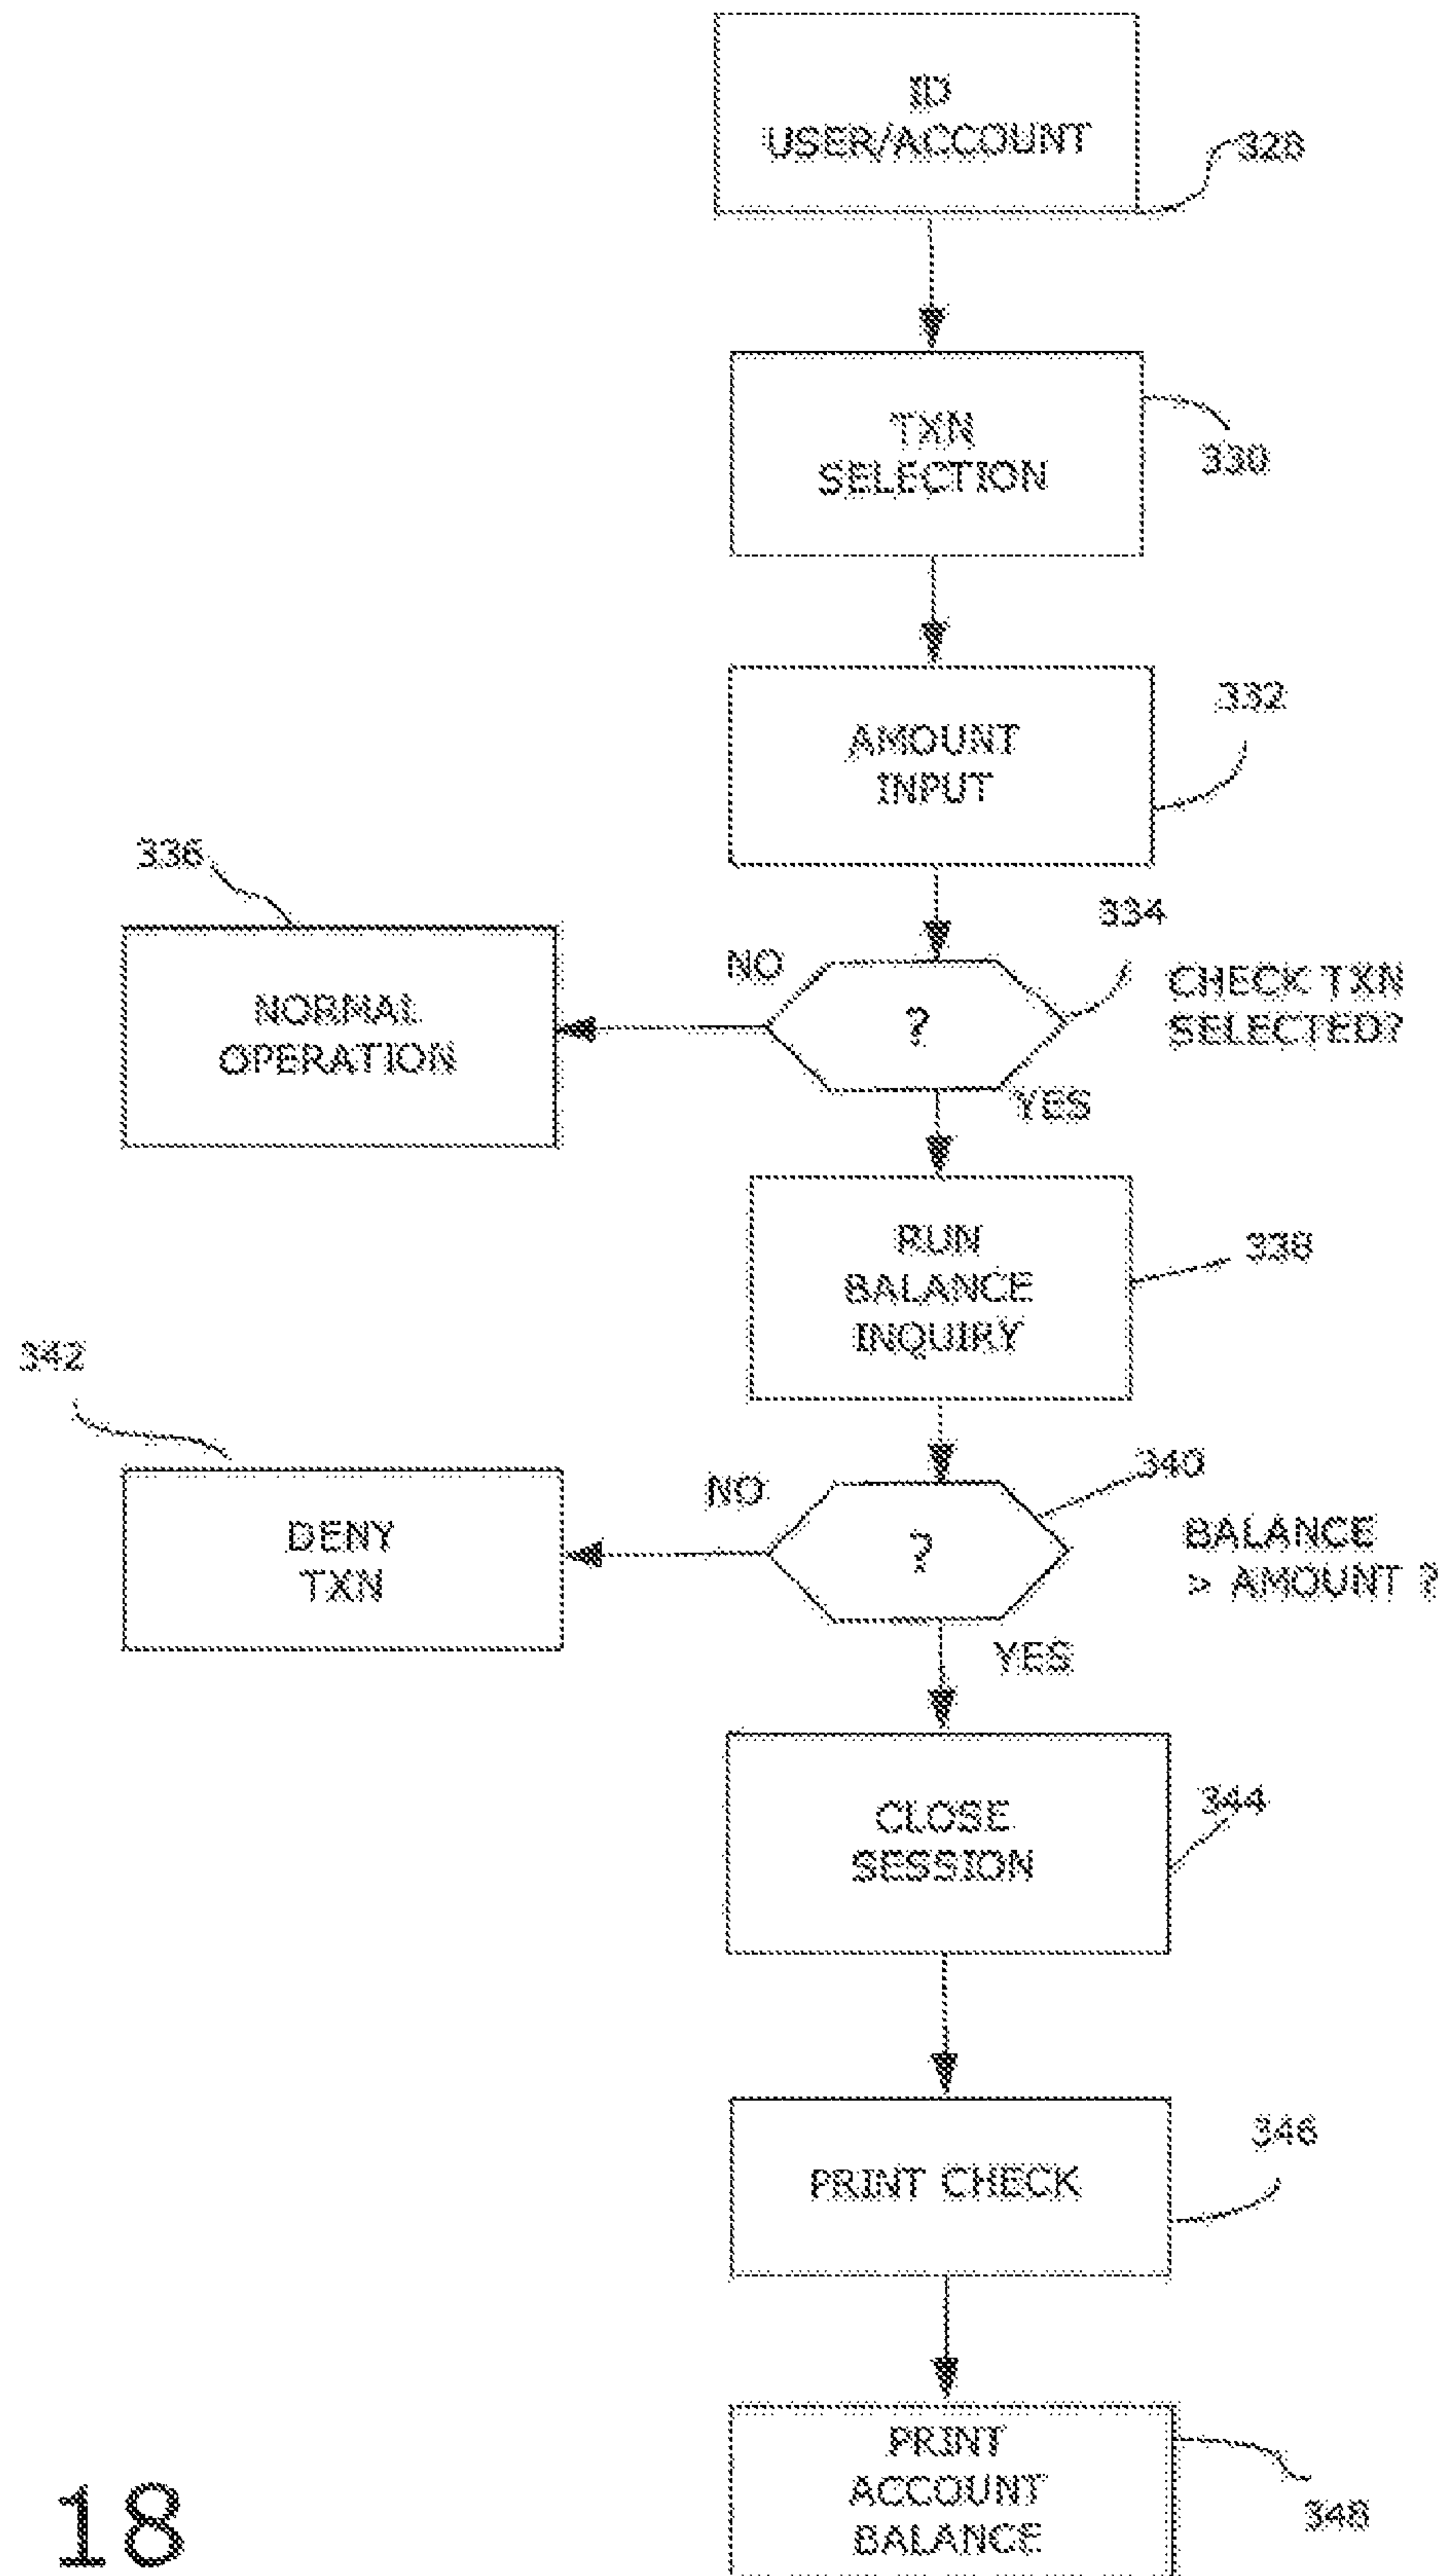 ID
USER/ACCOUNT
328
TXN
SELECTION
330
332
AMOUNT
INPUT
336
334
NO
CHECK TXN
SELECTED?
?
NORMAL
OPERATION
YES
RUN
BALANCE
INQUIRY
338
342
340
NO
BALANCE
> AMOUNT ?
?
DENY
TXN
YES
344
CLOSE
SESSION
346
PRINT CHECK
PRINT
ACCOUNT
BALANCE
348
18